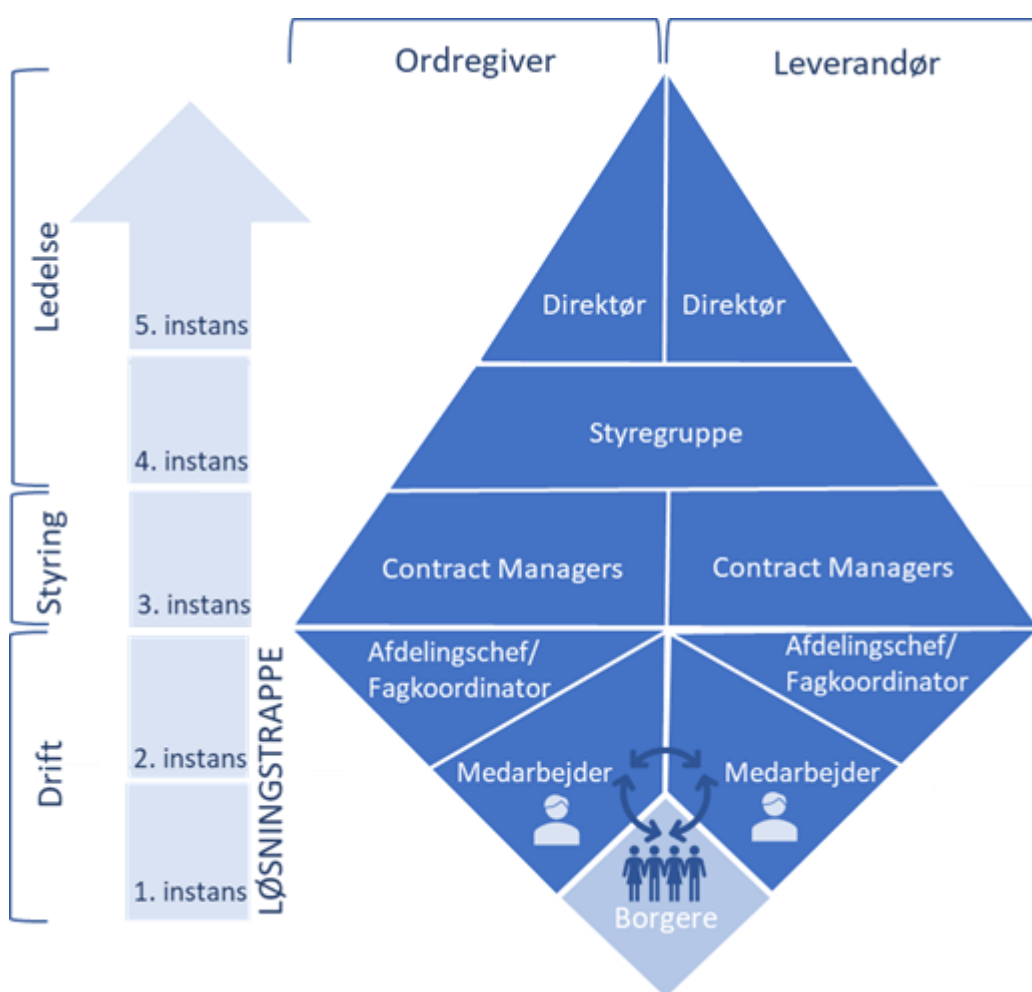 Ordregiver
Leverandør
Ledelse
Styring
Drift
5. instans
4. instans
3. instans
2. instans
1. instans
LØSNINGSTRAPPE
Direktør
Direktør
Styregruppe
Contract Managers
Contract Managers
Afdelingschef/
Fagkoordinator
Afdelingschef/
Fagkoordinator
Medarbejder
Medarbejder
Borgere